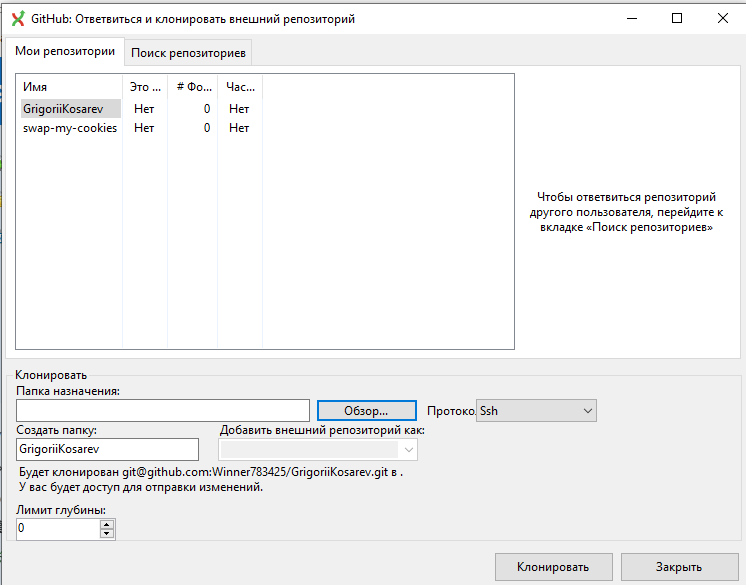 GitHub: Ответвиться и клонировать внешний репозиторий
Мои репозитории
Поиск репозиториев
Имя Это ... # Фо... Час...
GrigoriiKosarev Нет 0 Нет
swap-my-cookies Нет 0 Нет
Чтобы ответвиться репозиторий
другого пользователя, перейдите к
вкладке «Поиск репозиториев»
Клонировать
Папка назначения:
Обзор... Протоко. Ssh
Создать папку: Добавить внешний репозиторий как:
GrigoriiKosarev
Будет клонирован git@github.com:Winner783425/GrigoriiKosarev.git в .
У вас будет доступ для отправки изменений.
Лимит глубины:
0
Клонировать Закрыть